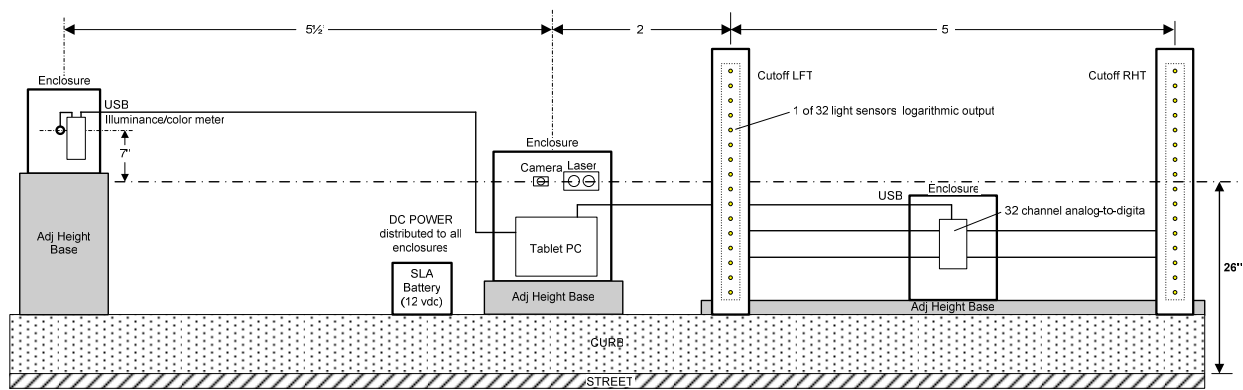 5½
2
5
Enclosure
USB
Illuminance/color meter
7"
Adj Height
Base
DC POWER
distributed to all
enclosures
SLA
Battery
(12 vdc)
Enclosure
Camera
Laser
Tablet PC
Adj Height Base
Cutoff LFT
Cutoff RHT
1 of 32 light sensors logarithmic output
USB
Enclosure
32 channel analog-to-digita
Adj Height Base
26"
CURB
STREET